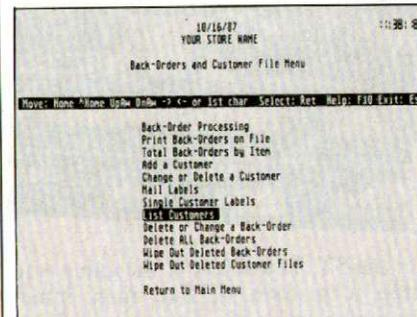 10/16/87
YOUR STORE NAME
Back-Orders and Customer File Menu
Move: Home ^Home UpAw DnAw -> <- or 1st char Select: Ret Help: F10 Exit:
Back-Order Processing
Print Back-Orders on File
Total Back-Orders by Item
Add a Customer
Change or Delete a Customer
Mail Labels
Single Customer Labels
List Customers
Delete or Change a Back-Order
Delete ALL Back-Orders
Wipe Out Deleted Back-Orders
Wipe Out Deleted Customer Files
Return to Main Menu